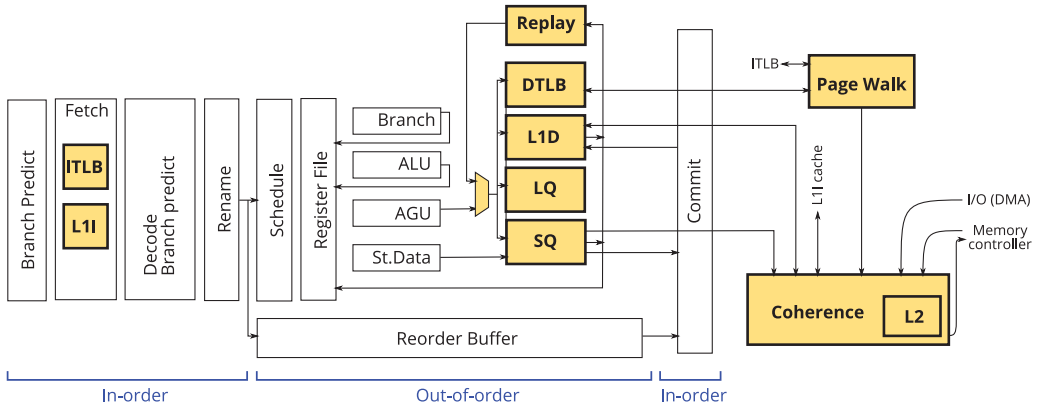 Branch Predict
Fetch
ITLB
L1I
Decode
Branch predict
Rename
Schedule
Register File
Branch
ALU
AGU
St.Data
Replay
DTLB
L1D
LQ
SQ
Commit
Reorder Buffer
ITLB
Page Walk
L1I cache
I/O (DMA)
Memory
controller
Coherence
L2
In-order
Out-of-order
In-order